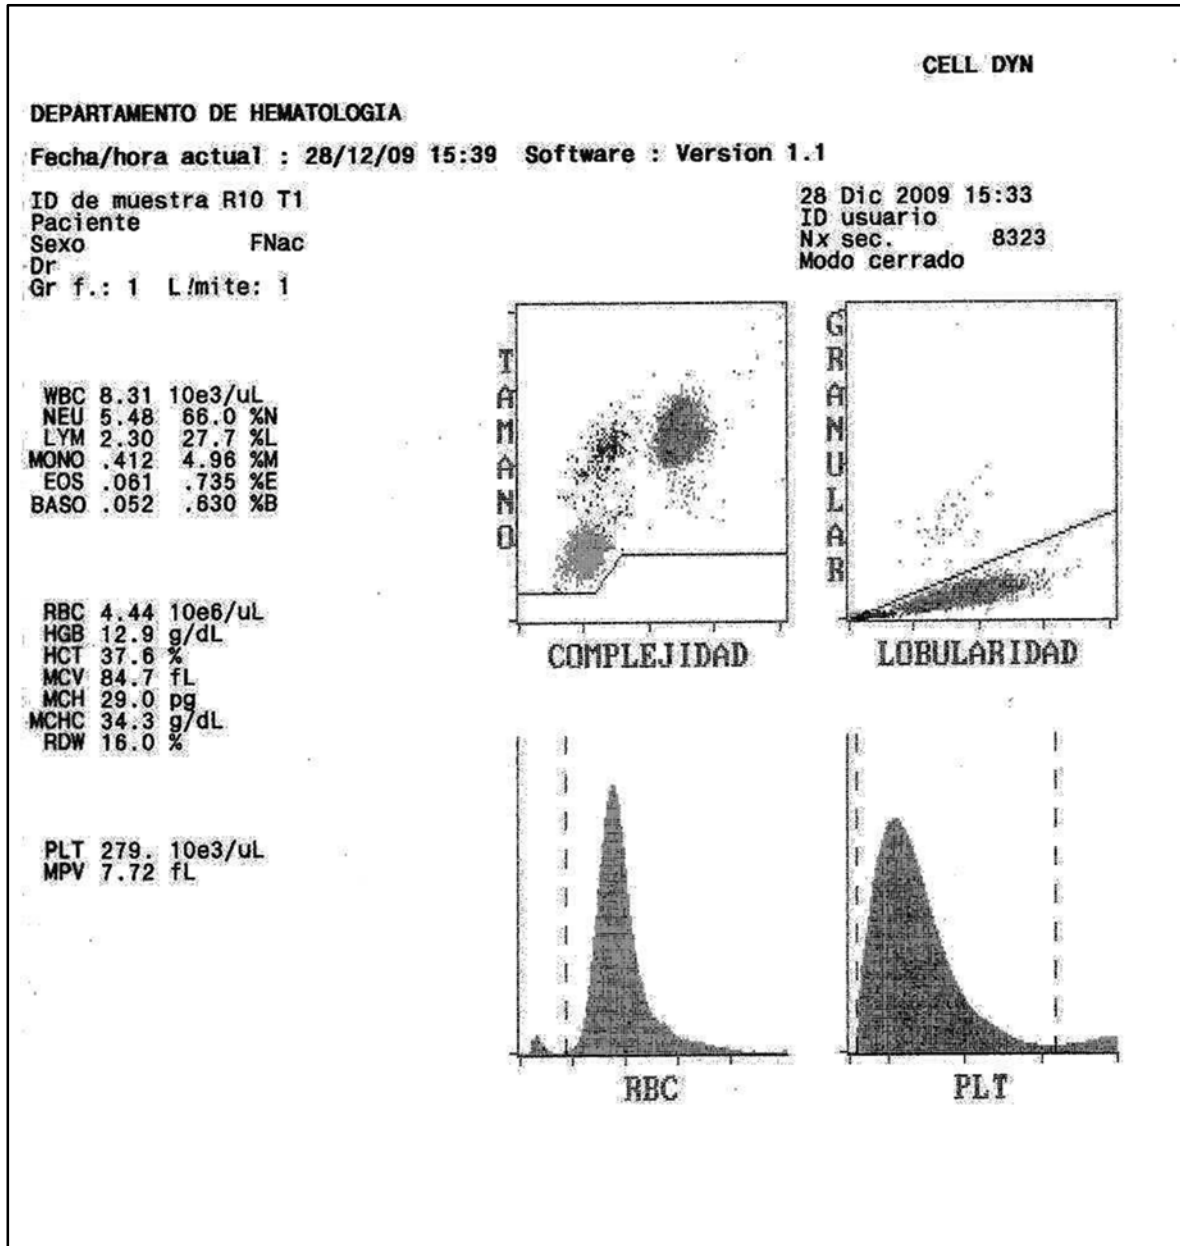 CELL DYN
DEPARTAMENTO DE HEMATOLOGIA
Fecha/hora actual : 28/12/09 15:39 Software : Version 1.1
ID de muestra R10 T1
Paciente
Sexo FNac
Dr
Gr f.: 1 L/mite: 1
28 Dic 2009 15:33
ID usuario
Nx sec. 8323
Modo cerrado
WBC 8.31 10e3/uL
NEU 5.48 66.0 %N
LYM 2.30 27.7 %L
MONO .412 4.96 %M
EOS .061 .735 %E
BASO .052 .630 %B
RBC 4.44 10e6/uL
HGB 12.9 g/dL
HCT 37.6 %
MCV 84.7 fL
MCH 29.0 pg
MCHC 34.3 g/dL
RDW 16.0 %
PLT 279. 10e3/uL
MPV 7.72 fL
TAMANO
COMPLEJIDAD
GRANULAR
LOBULARIDAD
RBC
PLT